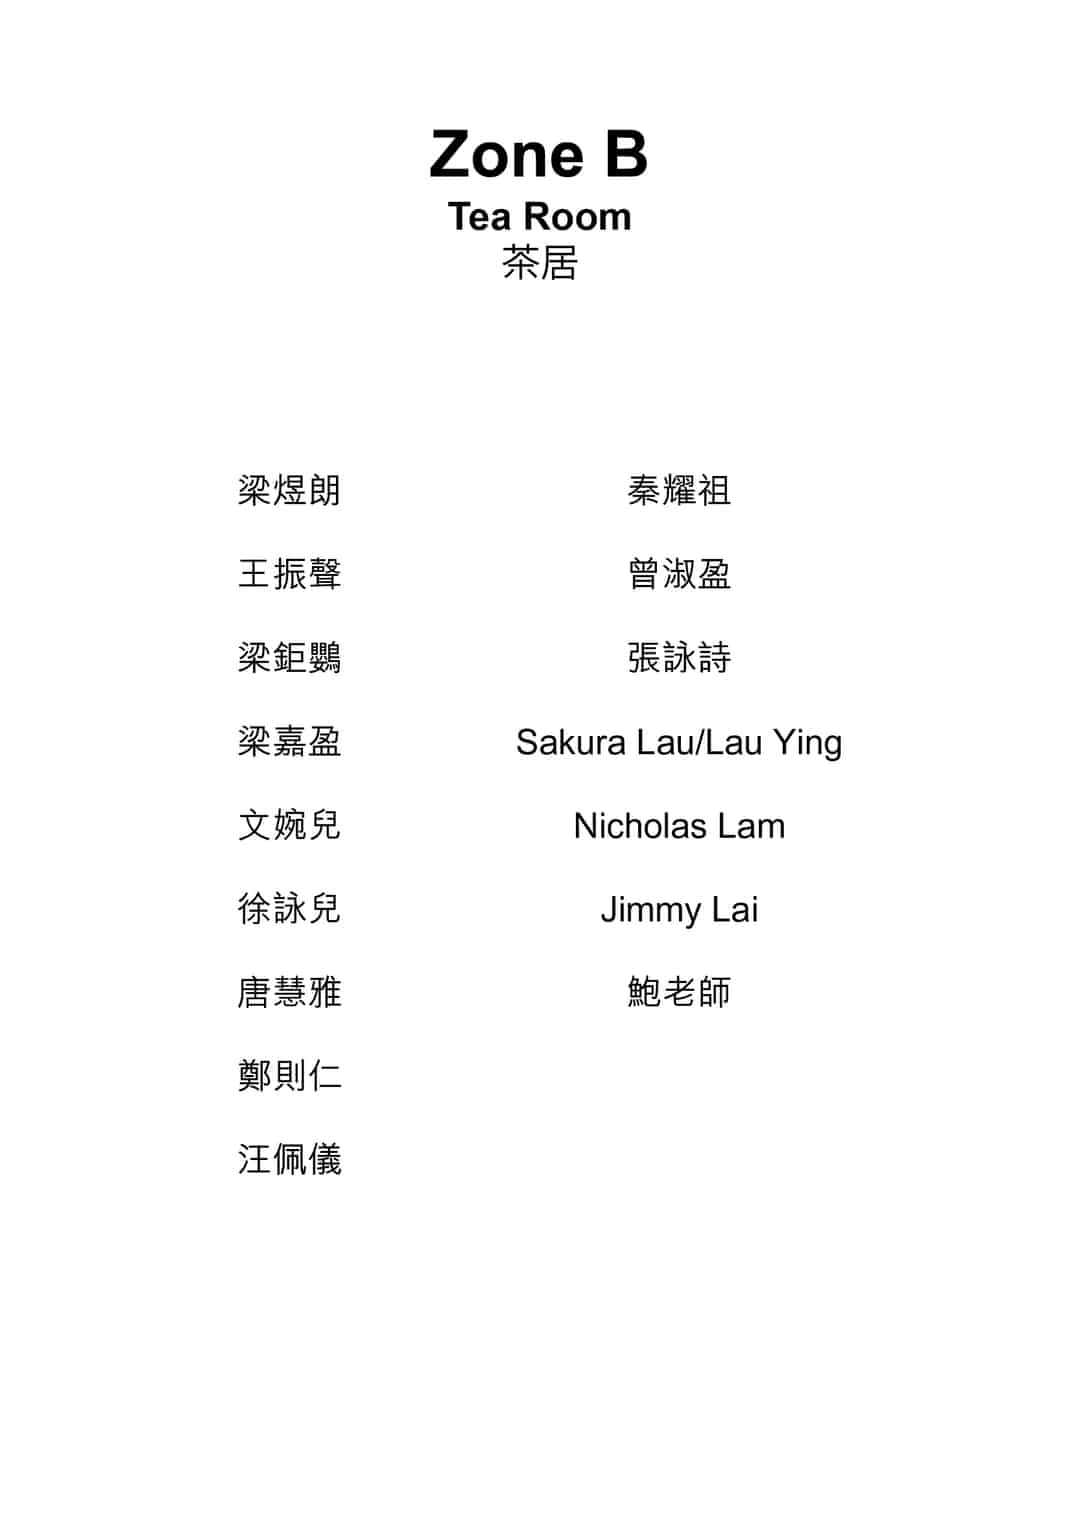 Zone B
Tea Room
茶居
梁煜朗
王振聲
梁鉅鸚
梁嘉盈
文婉兒
徐詠兒
唐慧雅
鄭則仁
汪佩儀
秦耀祖
曾淑盈
張詠詩
Sakura Lau/Lau Ying
Nicholas Lam
Jimmy Lai
鮑老師